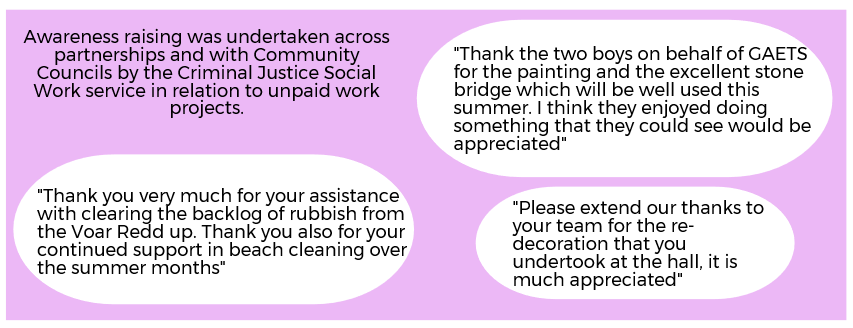 Awareness raising was undertaken across
partnerships and with Community
Councils by the Criminal Justice Social
Work service in relation to unpaid work
projects.
"Thank the two boys on behalf of GAETS
for the painting and the excellent stone
bridge which will be well used this
summer. I think they enjoyed doing
something that they could see would be
appreciated"
"Thank you very much for your assistance
with clearing the backlog of rubbish from
the Voar Redd up. Thank you also for your
continued support in beach cleaning over
the summer months"
"Please extend our thanks to
your team for the re-
decoration that you
undertook at the hall, it is
much appreciated"